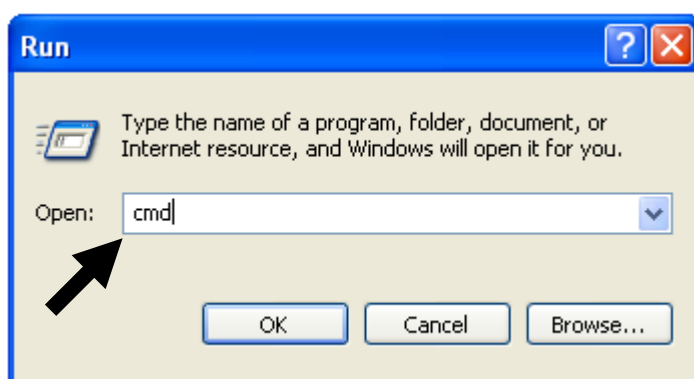 Run
Type the name of a program, folder, document, or
Internet resource, and Windows will open it for you.
Open: cmd
OK Cancel Browse...